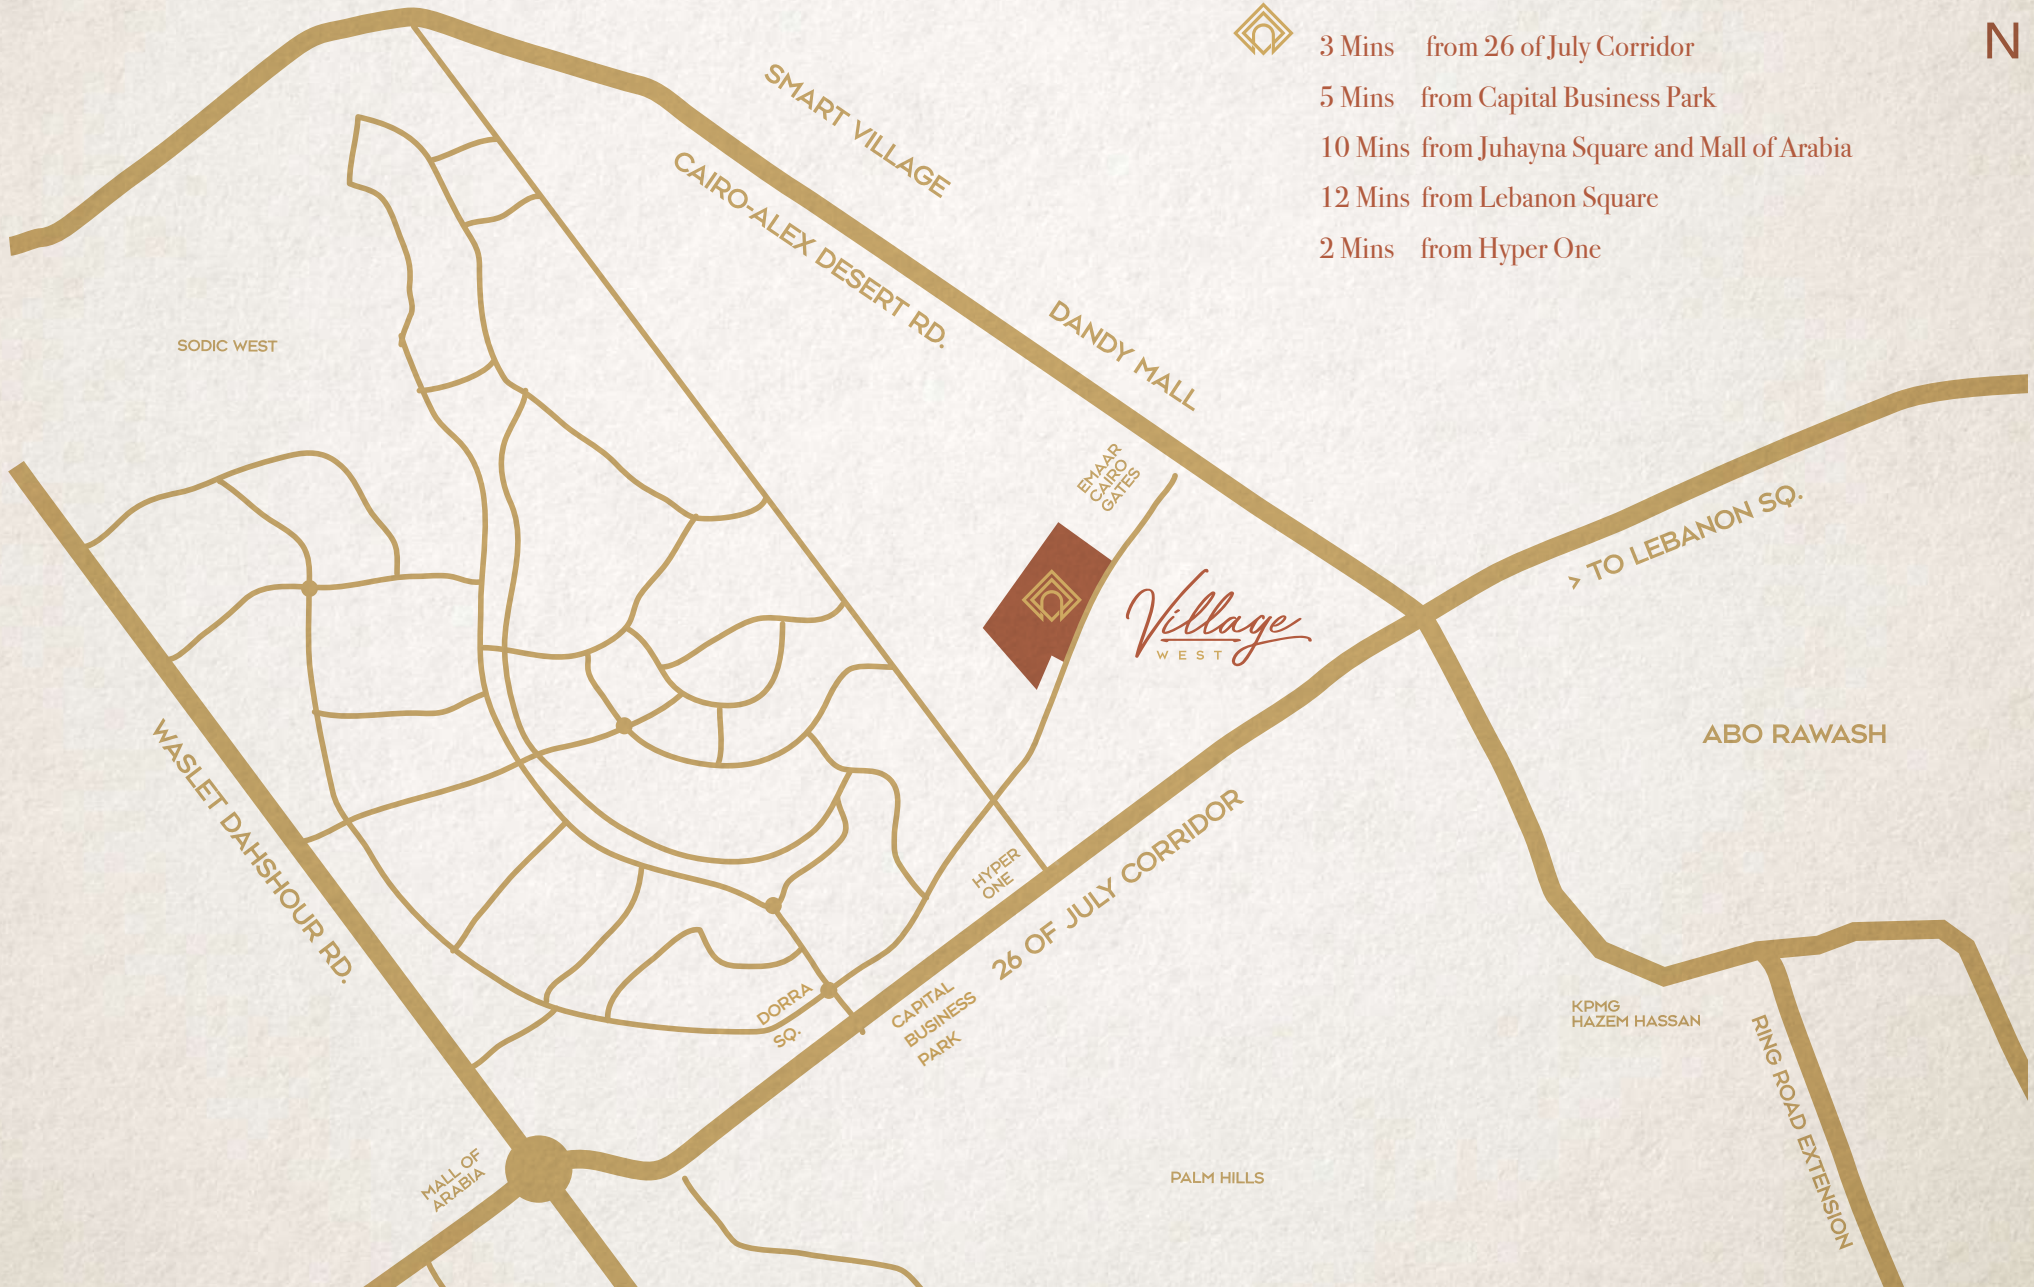 3 Mins from 26 of July Corridor
5 Mins from Capital Business Park
10 Mins from Juhayna Square and Mall of Arabia
12 Mins from Lebanon Square
2 Mins from Hyper One
N
SMART VILLAGE
CAIRO-ALEX DESERT RD.
DANDY MALL
SODIC WEST
EMAAR
CAIRO
GATES
> TO LEBANON SQ.
Village
WEST
ABO RAWASH
WASLET DAHSHOUR RD.
26 OF JULY CORRIDOR
HYPER
ONE
DORRA
SQ.
CAPITAL
BUSINESS
PARK
KPMG
HAZEM HASSAN
RING ROAD EXTENSION
MALL OF
ARABIA
PALM HILLS